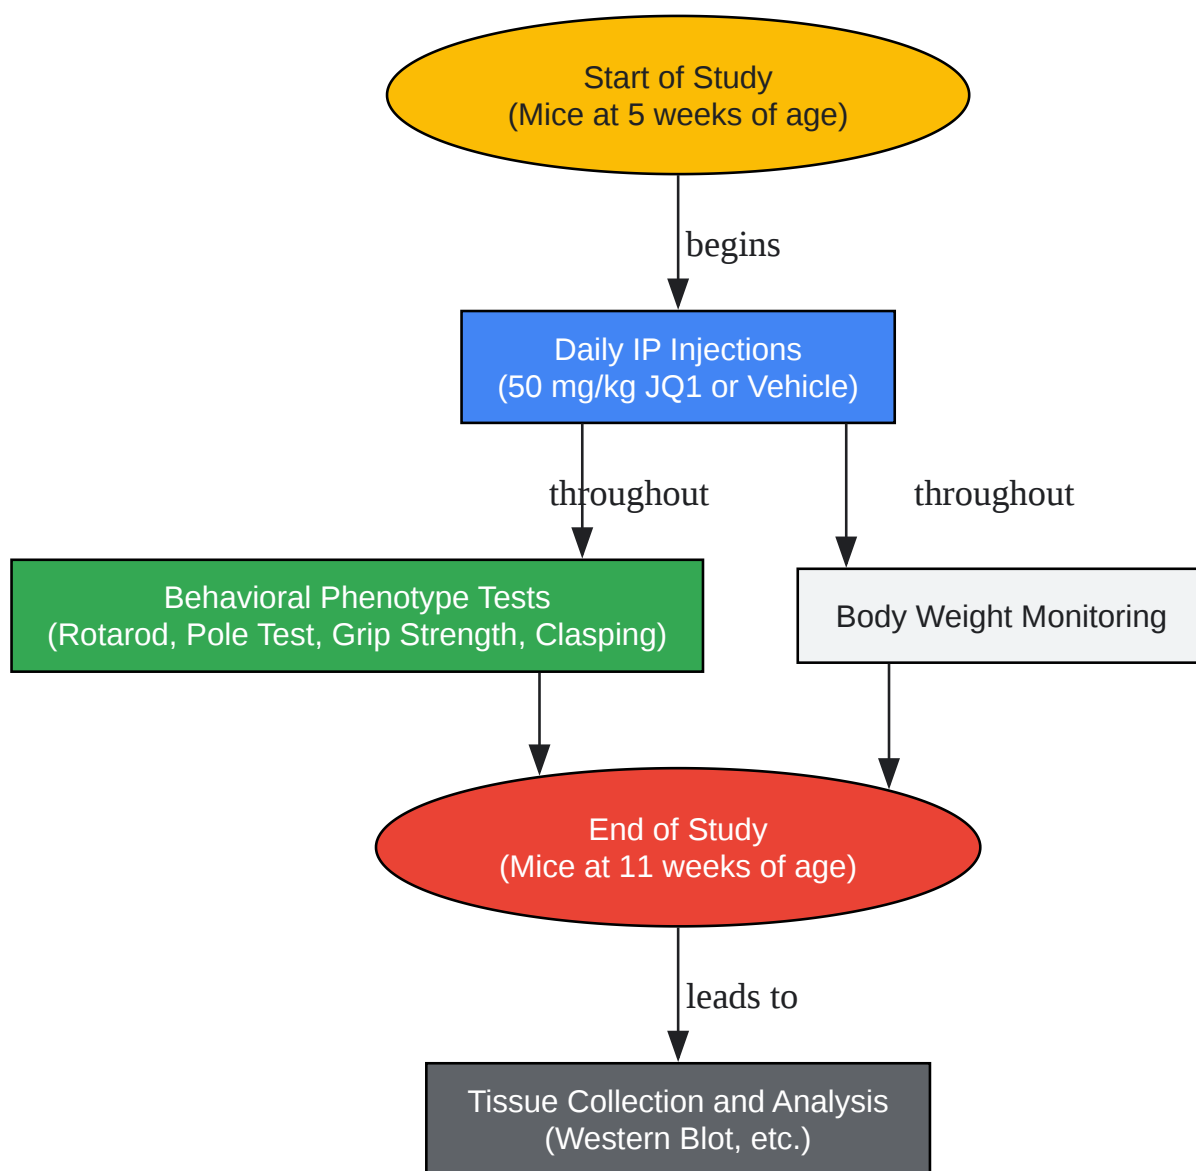 Start of Study
(Mice at 5 weeks of age)
begins
Daily IP Injections
(50 mg/kg JQ1 or Vehicle)
throughout
throughout
Behavioral Phenotype Tests
(Rotarod, Pole Test, Grip Strength, Clasping)
Body Weight Monitoring
End of Study
(Mice at 11 weeks of age)
leads to
Tissue Collection and Analysis
(Western Blot, etc.)